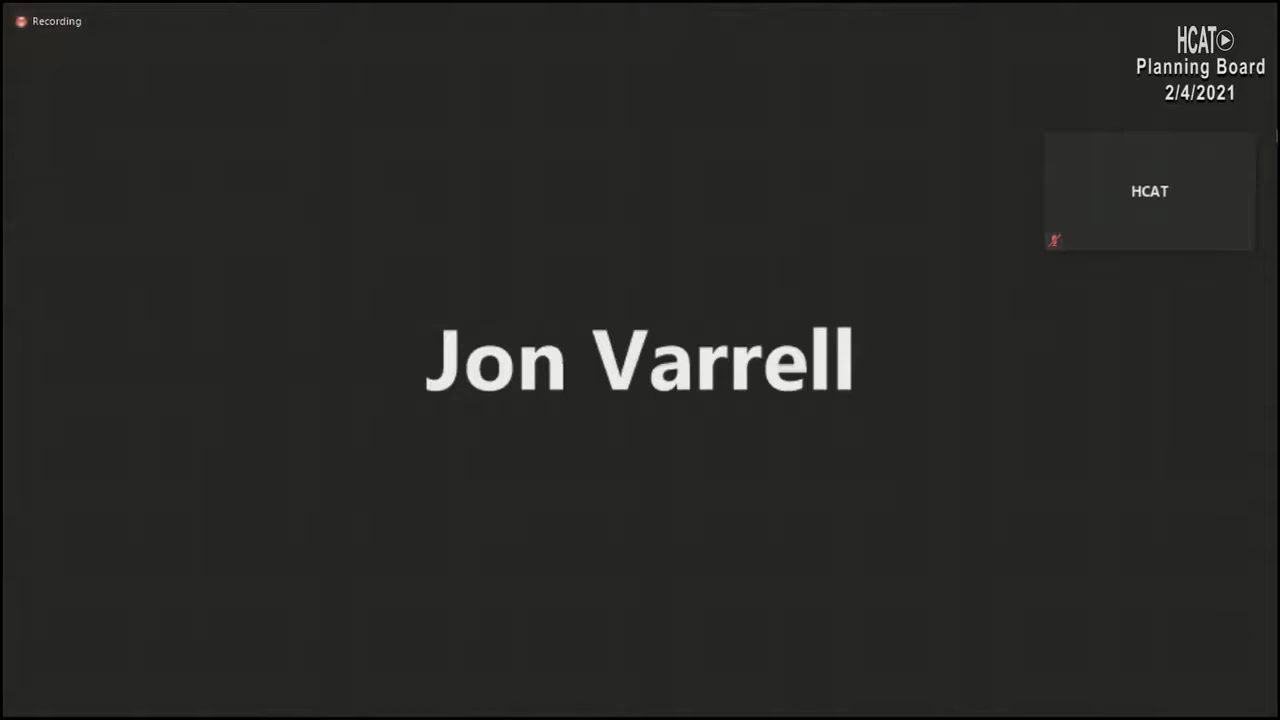 Recording
HCAT
Planning Board
2/4/2021
HCAT
Jon Varrell